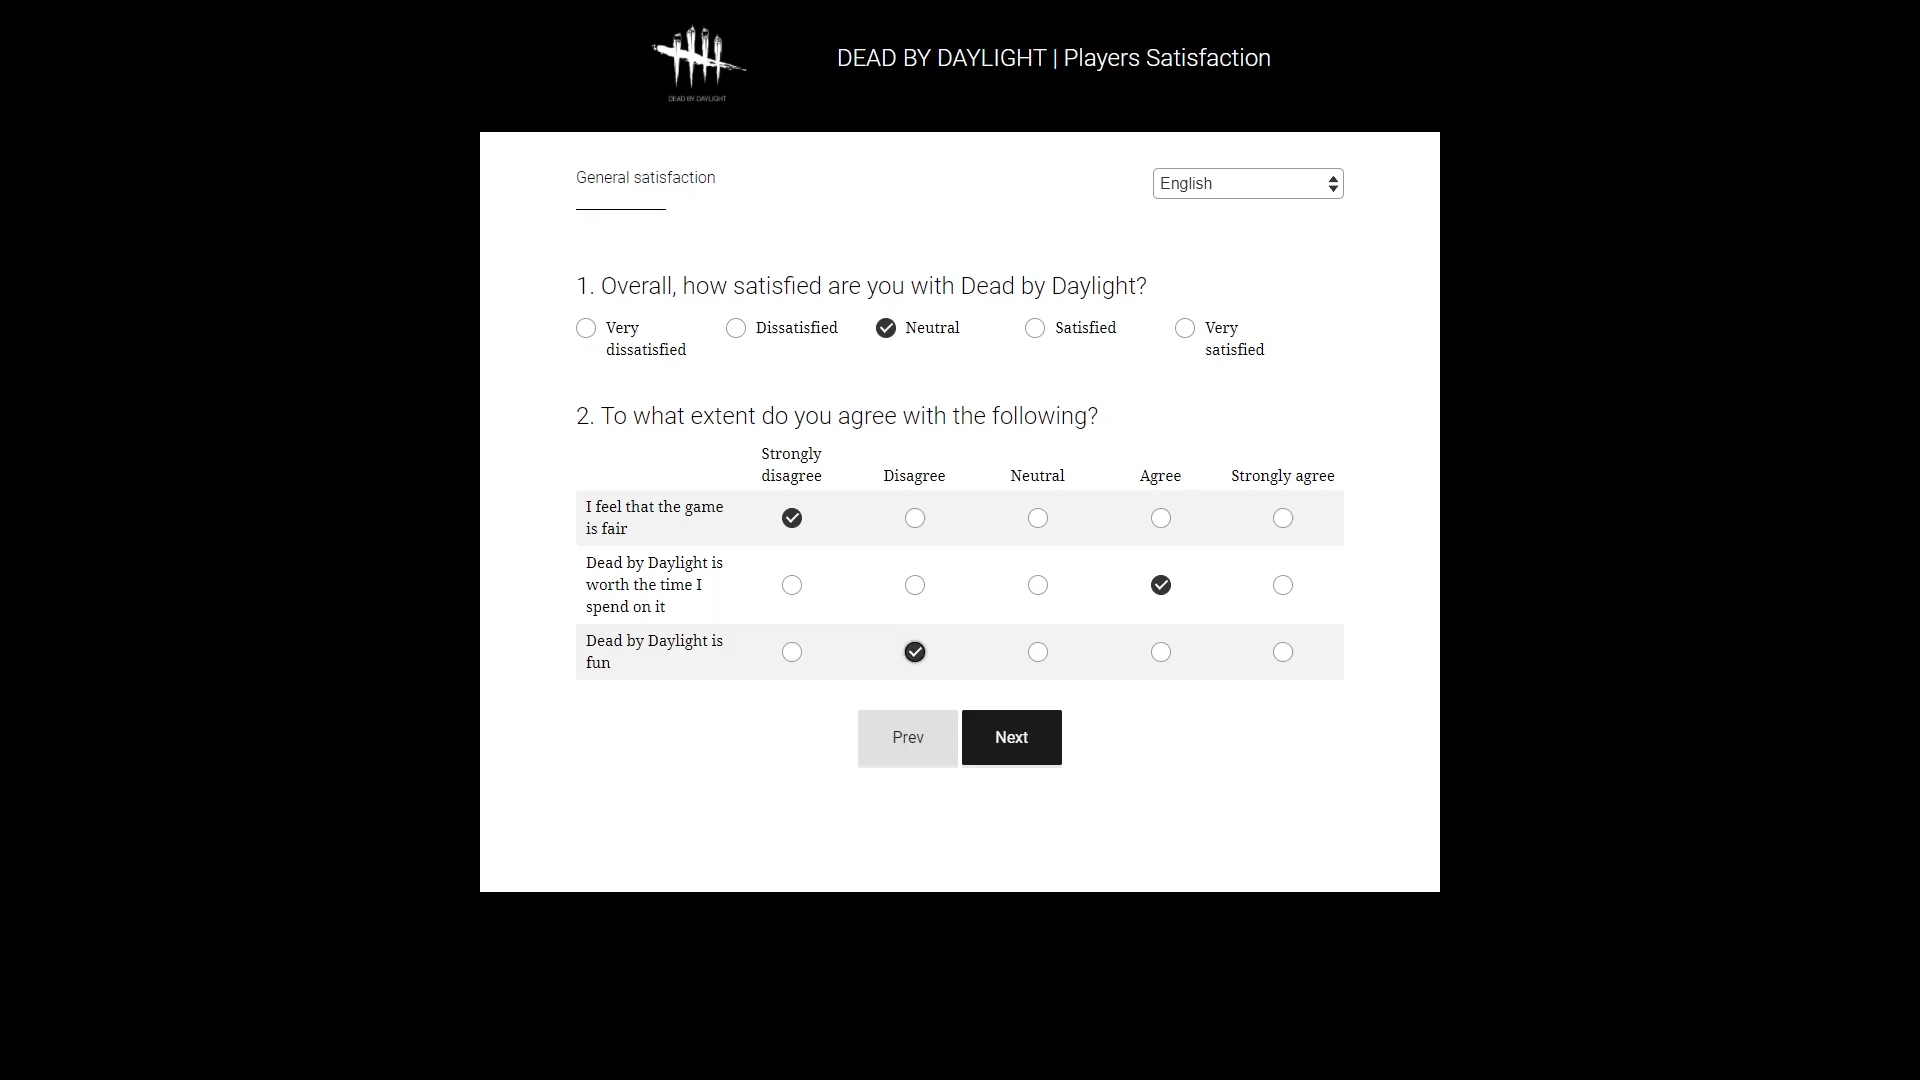 DEAD BY DAYLIGHT
DEAD BY DAYLIGHT | Players Satisfaction
General satisfaction
English
1. Overall, how satisfied are you with Dead by Daylight?
Very
dissatisfied
Dissatisfied
Neutral
Satisfied
Very
satisfied
2. To what extent do you agree with the following?
Strongly
disagree
Disagree
Neutral
Agree
Strongly agree
I feel that the game
is fair
Dead by Daylight is
worth the time I
spend on it
Dead by Daylight is
fun
Prev
Next